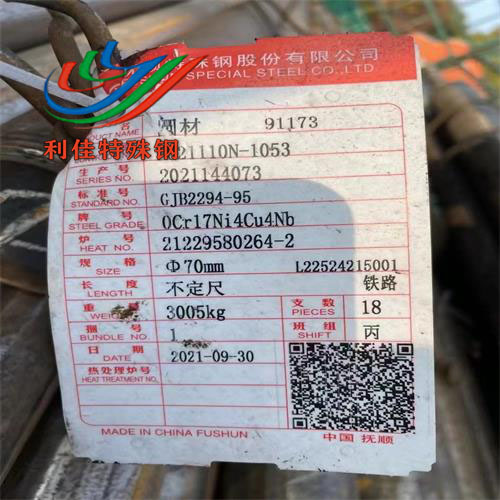 殊钢股份有限公司
SPECIAL STEEL CO.,LTD
利佳特殊钢
PRODUCT NAME 圆材 91173
21110N-1053
生产号 SERIES NO. 2021144073
标准号 STANDARD NO. GJB2294-95
牌号 STEEL GRADE 0Cr17Ni4Cu4Nb
炉号 HEAT NO. 21229580264-2
规格 SIZE Φ70mm L22524215001
长度 LENGTH 不定尺 铁路
重量 WEIGHT 3005kg 支数 PIECES 18
捆号 BUNDLE NO. 1 班组 SHIFT 丙
日期 DATE 2021-09-30
热处理炉号 HEAT TREATMENT NO.
MADE IN CHINA FUSHUN 中国 抚顺